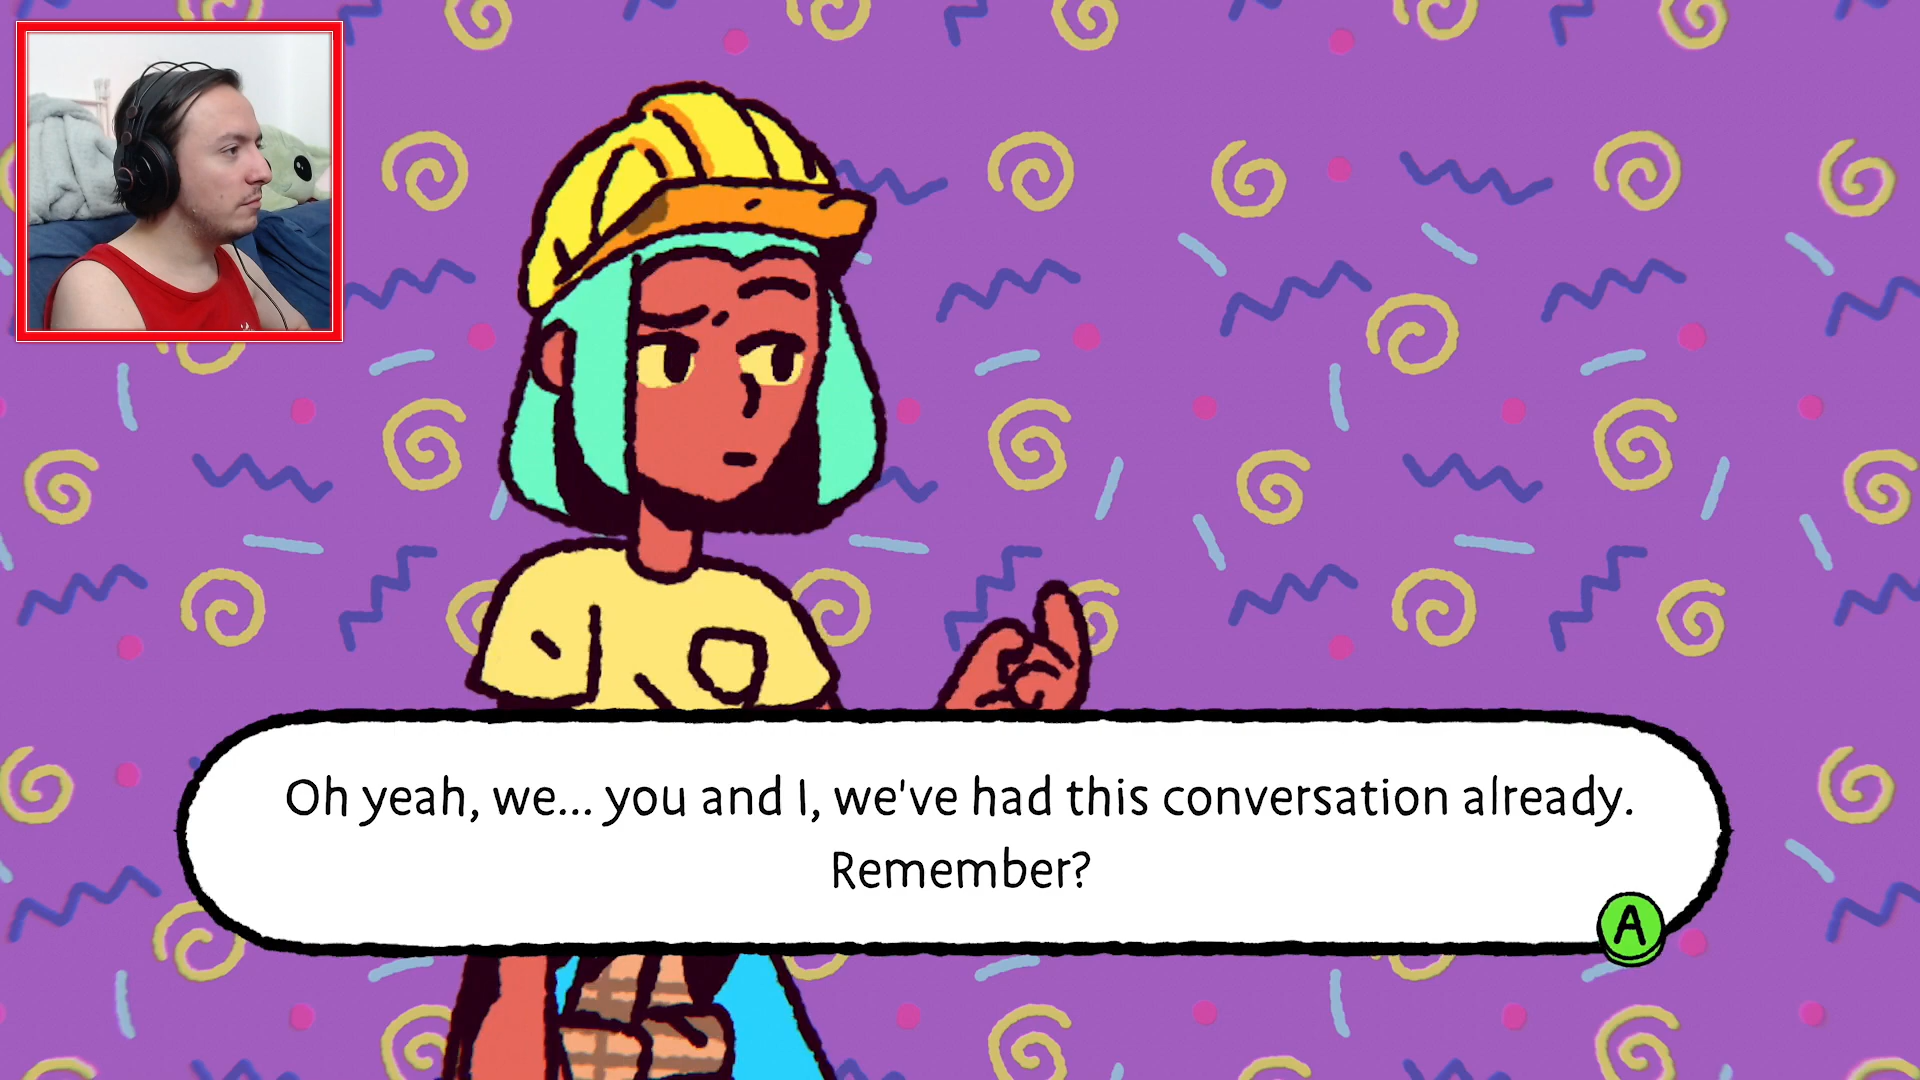 Oh yeah, we... you and I, we've had this conversation already.
Remember?
A